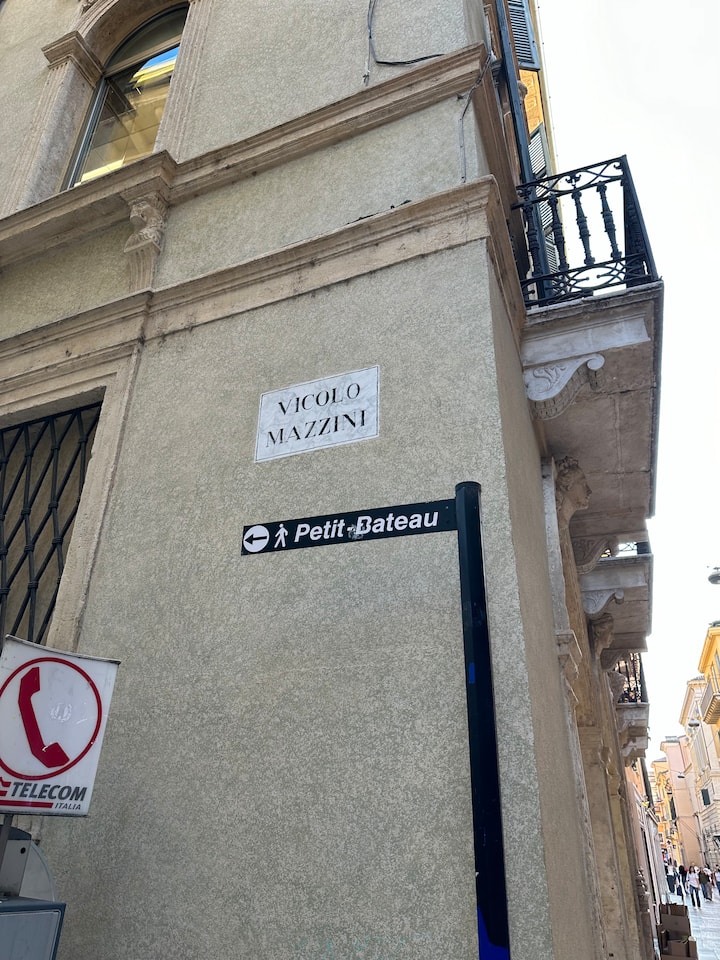 VICOLO
MAZZINI
Petit Bateau
TELECOM
ITALIA